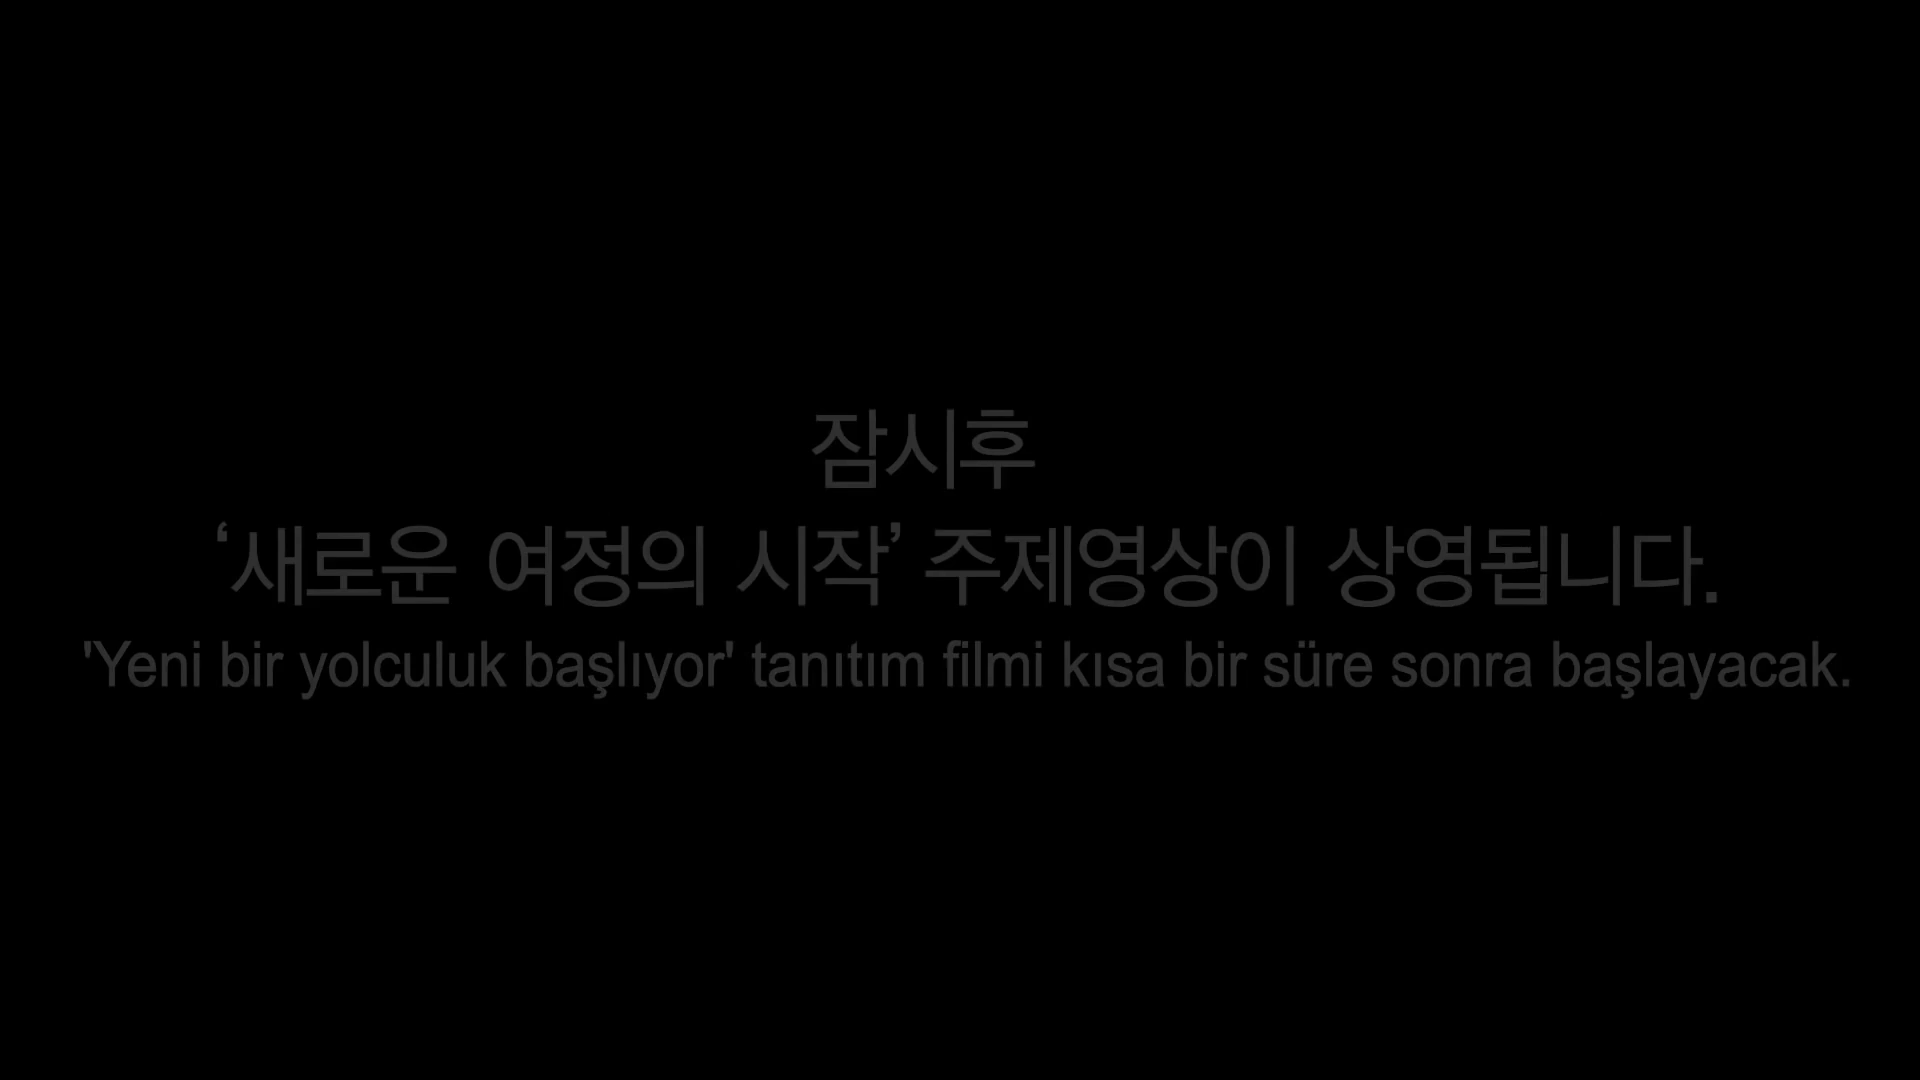 잠시후
‘새로운 여정의 시작’ 주제영상이 상영됩니다.
'Yeni bir yolculuk başlıyor' tanıtım filmi kısa bir süre sonra başlayacak.